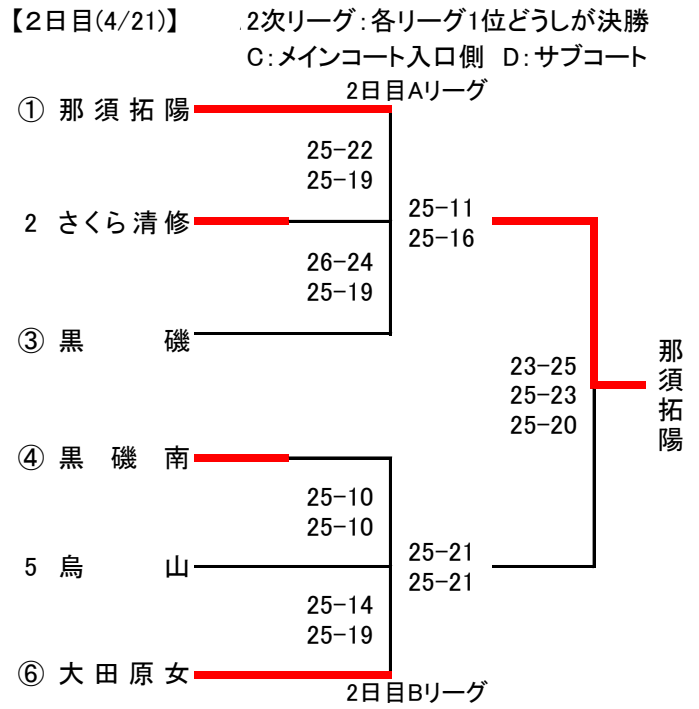 【2日目(4/21)】 2次リーグ:各リーグ1位どうしが決勝
C:メインコート入口側 D:サブコート
2日目Aリーグ
① 那須拓陽
25-22
25-19
2 さくら清修
25-11
25-16
26-24
25-19
③ 黒磯
23-25
25-23
25-20
那須拓陽
④ 黒磯南
25-10
25-10
5 烏山
25-21
25-21
25-14
25-19
⑥ 大田原女
2日目Bリーグ